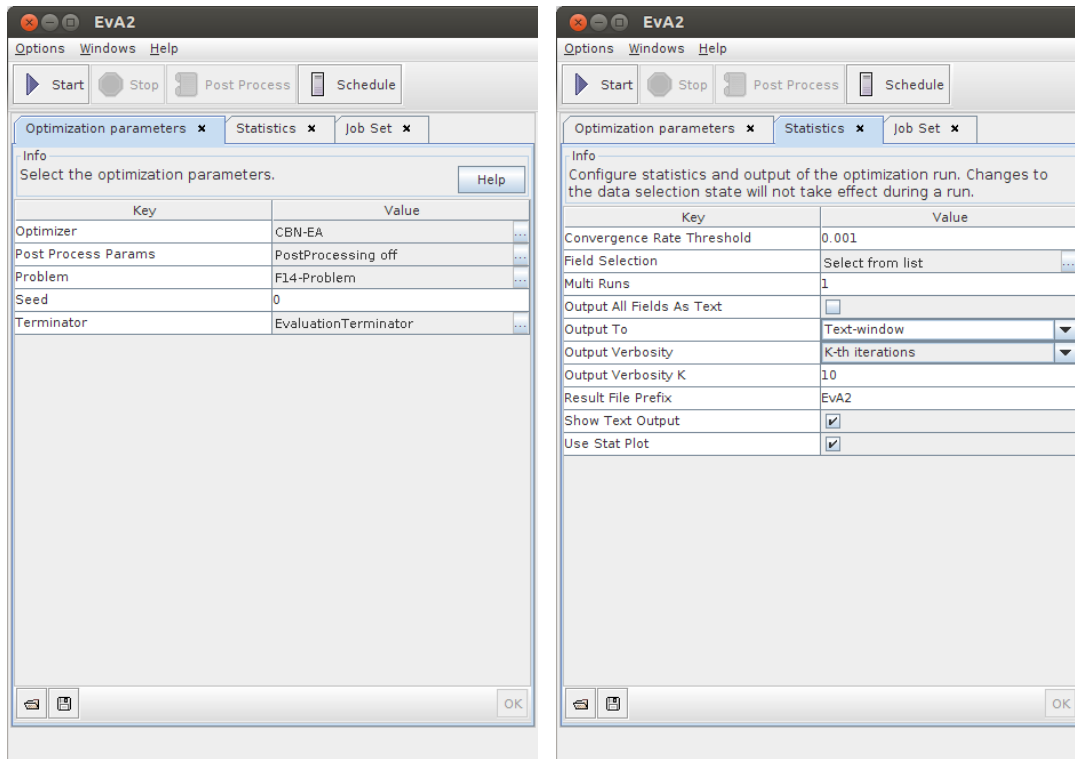 EvA2
Options Windows Help
Start Stop Post Process Schedule
Optimization parameters Statistics Job Set
Info
Select the optimization parameters.
Help
Key Value
Optimizer CBN-EA ...
Post Process Params PostProcessing off ...
Problem F14-Problem ...
Seed 0
Terminator EvaluationTerminator ...
OK
EvA2
Options Windows Help
Start Stop Post Process Schedule
Optimization parameters Statistics Job Set
Info
Configure statistics and output of the optimization run. Changes to
the data selection state will not take effect during a run.
Key Value
Convergence Rate Threshold 0.001
Field Selection Select from list ...
Multi Runs 1
Output All Fields As Text
Output To Text-window
Output Verbosity K-th iterations
Output Verbosity K 10
Result File Prefix EvA2
Show Text Output
Use Stat Plot
OK